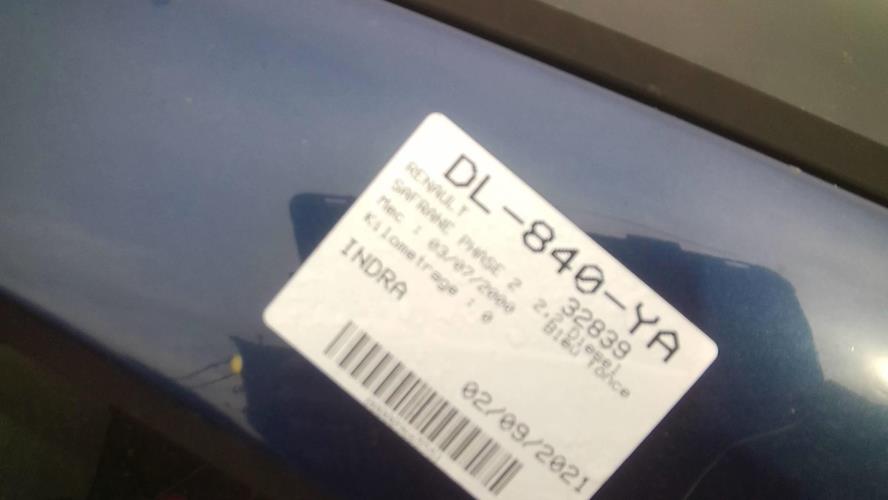 DL-840-YA
RENAULT 32839
SAFRANE PHASE 2 2.2 Diesel
Mec : 03/07/2000 Bleu fonce
Kilometrage : 0
INDRA
02/09/2021